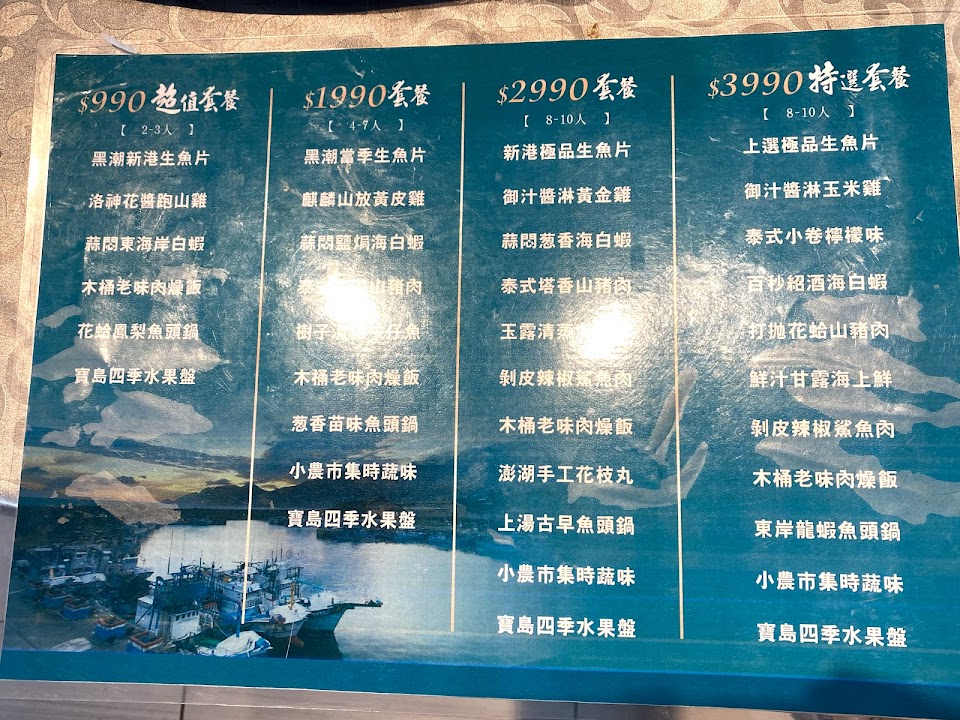 $990 超值套餐
【 2-3人 】
黑潮新港生魚片
洛神花醬跑山雞
蒜悶東海岸白蝦
木桶老味肉燥飯
花蛤鳳梨魚頭鍋
寶島四季水果盤
$1990 套餐
【 4-7人 】
黑潮當季生魚片
麒麟山放黃皮雞
蒜悶鹽焗海白蝦
山豬肉
樹子
木桶老味肉燥飯
葱香苗味魚頭鍋
小農市集時蔬味
寶島四季水果盤
$2990 套餐
【 8-10人 】
新港極品生魚片
御汁醬淋黃金雞
蒜悶葱香海白蝦
泰式塔香山豬肉
玉露清蒸
剝皮辣椒鯊魚肉
木桶老味肉燥飯
澎湖手工花枝丸
上湯古早魚頭鍋
小農市集時蔬味
寶島四季水果盤
$3990 特選套餐
【 8-10人 】
上選極品生魚片
御汁醬淋玉米雞
泰式小卷檸檬味
百秒紹酒海白蝦
打拋花蛤山豬肉
鮮汁甘露海上鮮
剝皮辣椒鯊魚肉
木桶老味肉燥飯
東岸龍蝦魚頭鍋
小農市集時蔬味
寶島四季水果盤